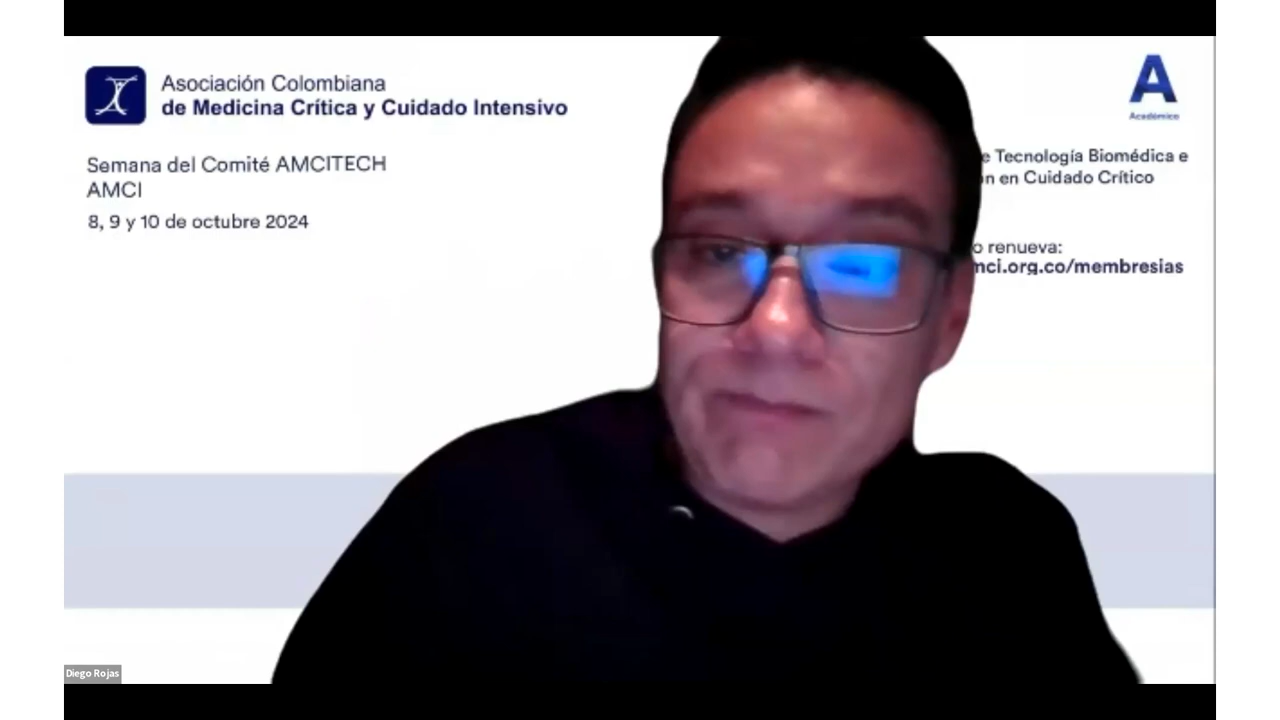 Asociación Colombiana
de Medicina Crítica y Cuidado Intensivo
Semana del Comité AMCITECH
AMCI
8, 9 y 10 de octubre 2024
A
Académico
e Tecnología Biomédica e
n en Cuidado Crítico
o renueva:
mci.org.co/membresias
Diego Rojas